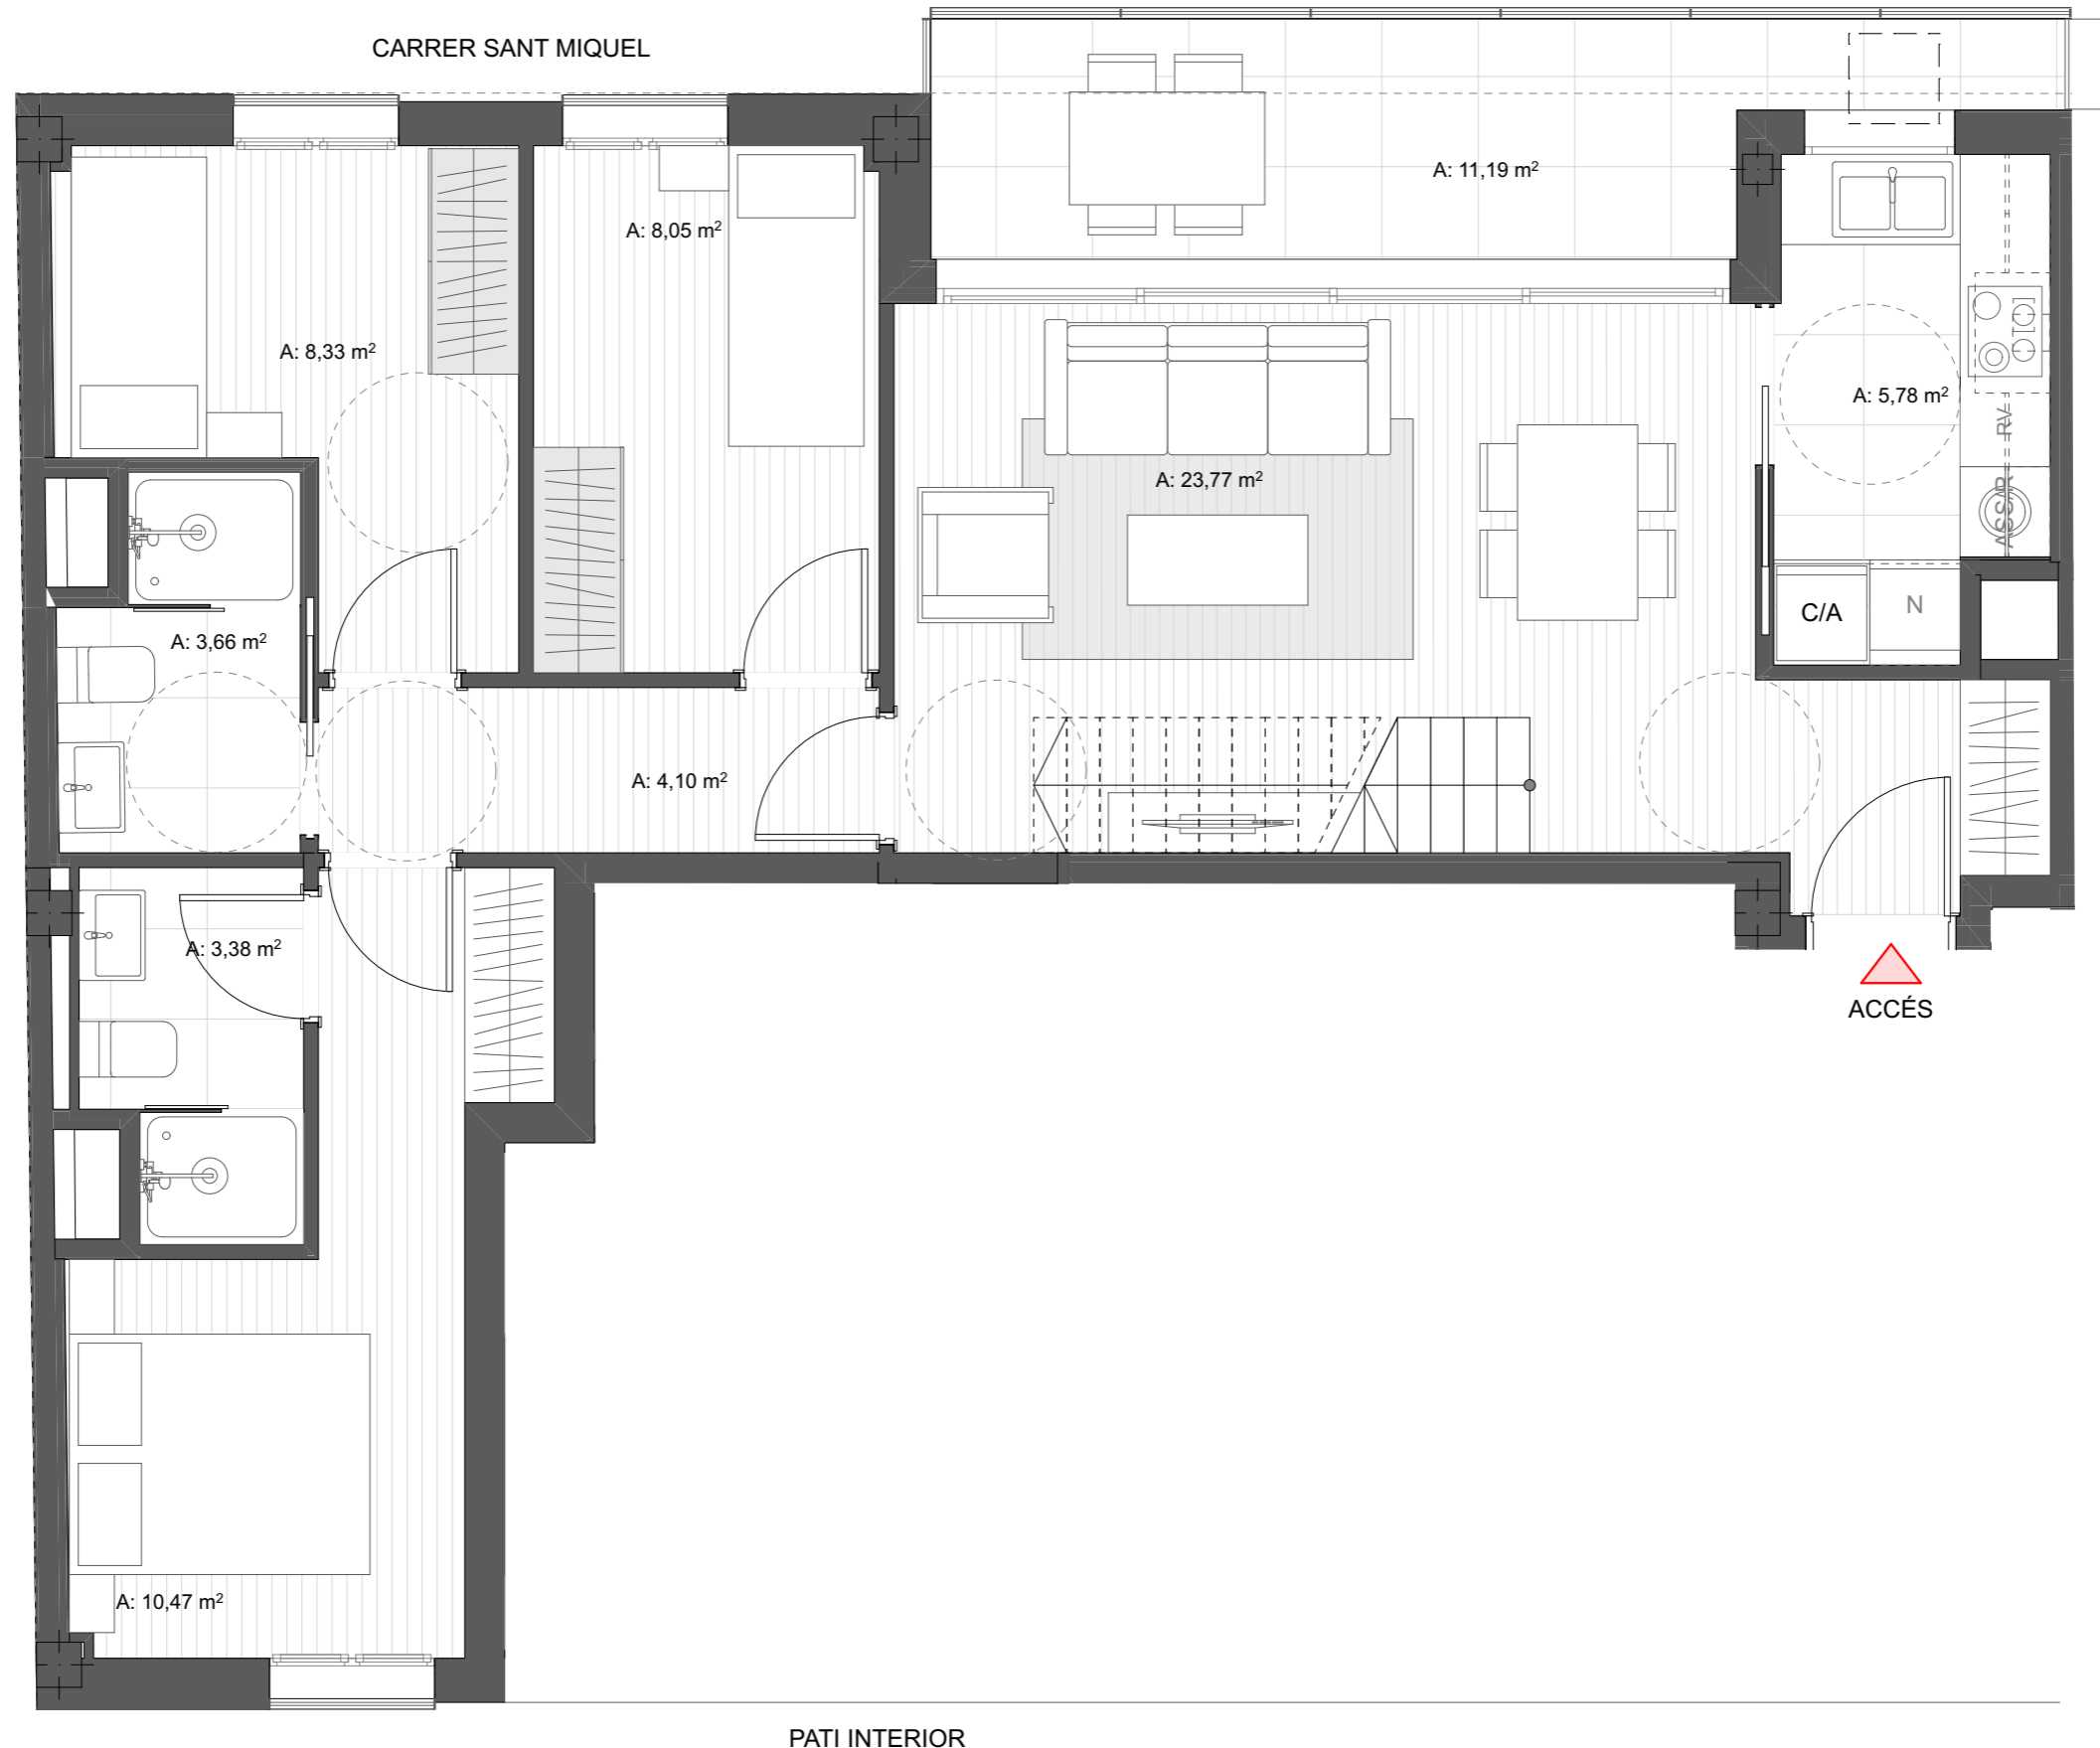 CARRER SANT MIQUEL
A: 11,19 m²
A: 8,05 m²
A: 8,33 m²
A: 5,78 m²
RV
A: 23,77 m²
ASS/R
C/A
N
A: 3,66 m²
A: 4,10 m²
A: 3,38 m²
ACCÉS
A: 10,47 m²
PATI INTERIOR